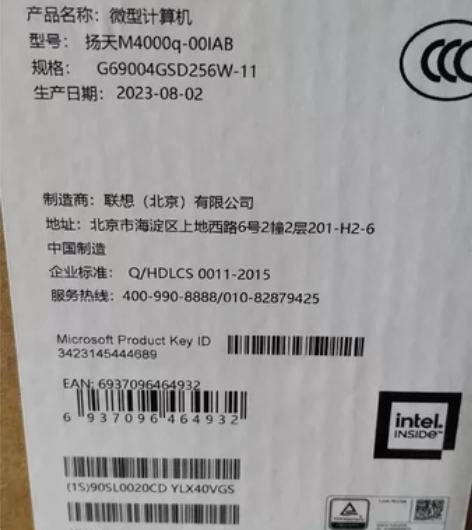 产品名称：微型计算机
型号：扬天M4000q-00IAB
规格：G69004GSD256W-11
生产日期：2023-08-02
CCC
制造商：联想（北京）有限公司
地址：北京市海淀区上地西路6号2幢2层201-H2-6
中国制造
企业标准：Q/HDLCS 0011-2015
服务热线：400-990-8888/010-82879425
Microsoft Product Key ID
3423145444689
EAN: 6937096464932
6 937096 464932
intel.
INSIDE™
(1S)90SL0020CD YLX40VGS